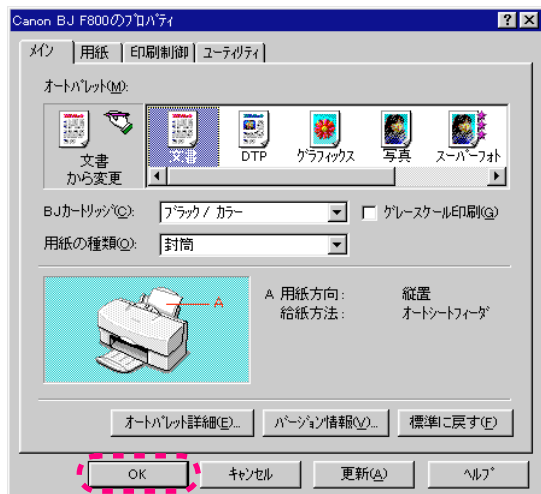 Canon BJ F800のﾌﾟﾛﾊﾟﾃｨ
ﾒｲﾝ 用紙 印刷制御 ﾕｰﾃｨﾘﾃｨ
ｵｰﾄﾊﾟﾚｯﾄ(M):
文書
から変更
文書 DTP ｸﾞﾗﾌｨｯｸｽ 写真 ｽｰﾊﾟｰﾌｫﾄ
BJｶｰﾄﾘｯｼﾞ(C): ﾌﾞﾗｯｸ / ｶﾗｰ ｸﾞﾚｰｽｹｰﾙ印刷(G)
用紙の種類(O): 封筒
A
A 用紙方向: 縦置
給紙方法: ｵｰﾄｼｰﾄﾌｨｰﾀﾞ
ｵｰﾄﾊﾟﾚｯﾄ詳細(E)... ﾊﾞｰｼﾞｮﾝ情報(V)... 標準に戻す(F)
OK ｷｬﾝｾﾙ 更新(A) ﾍﾙﾌﾟ